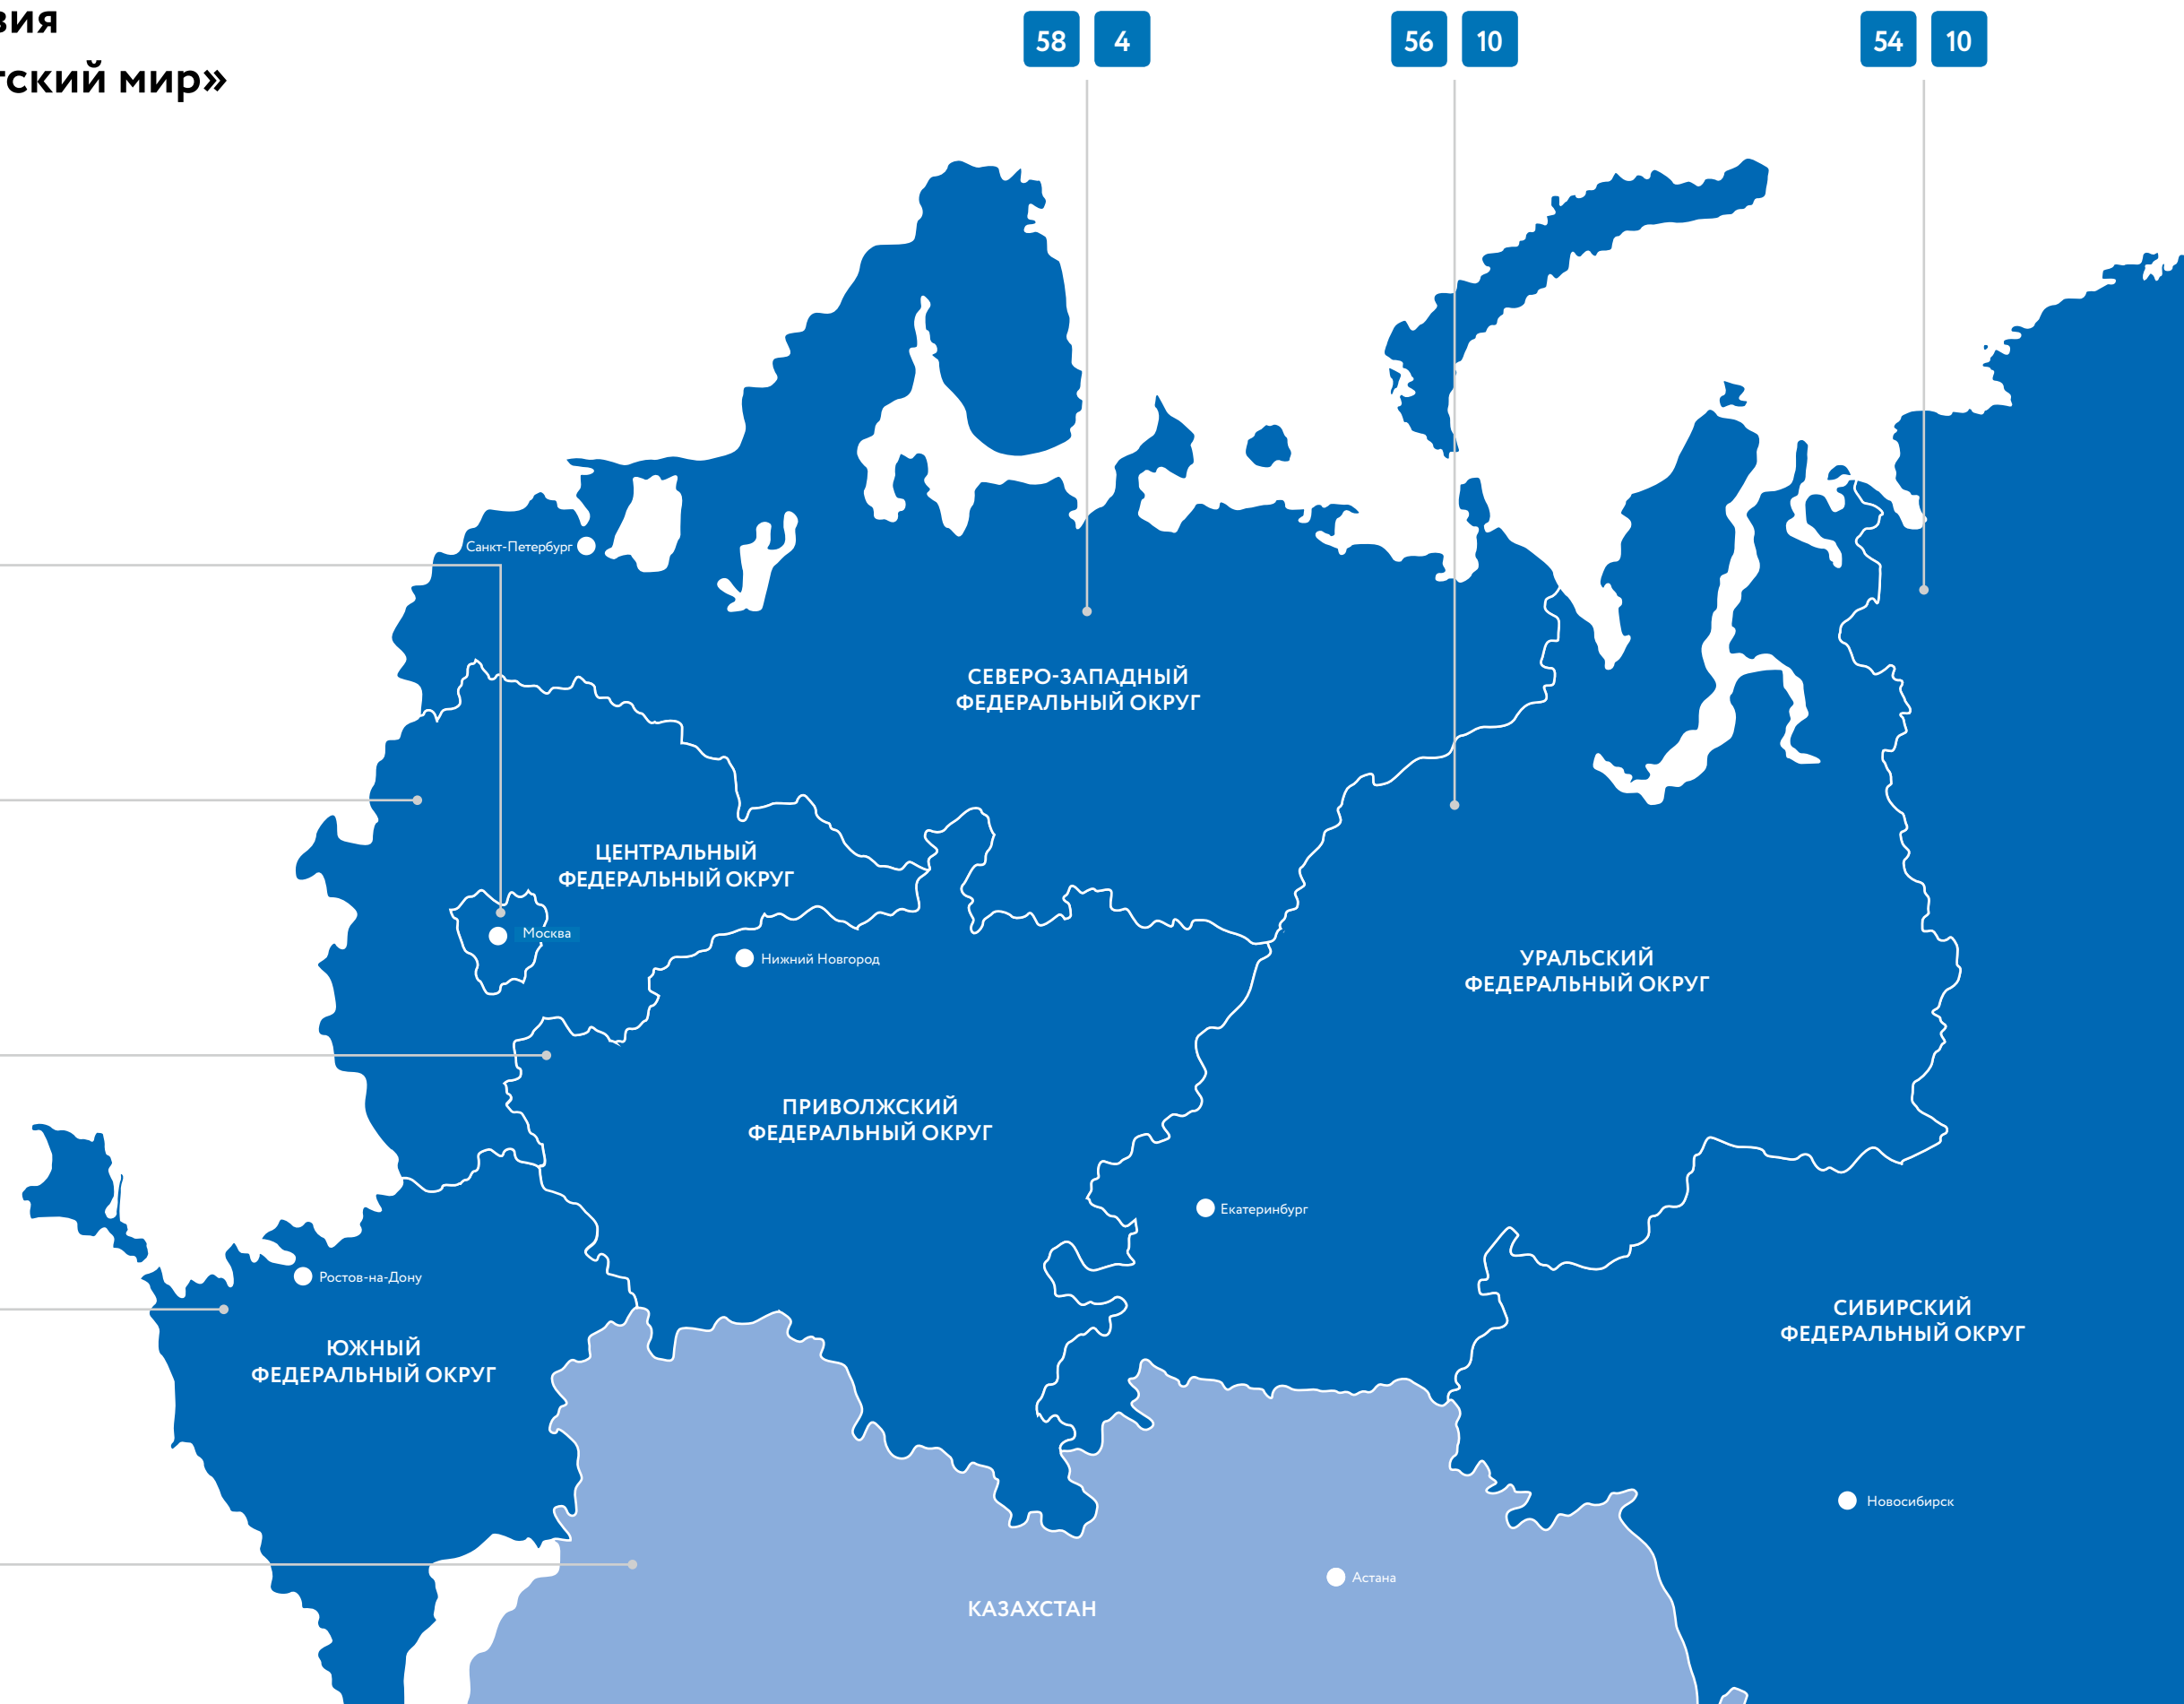 вия
тский мир»
58 4
56 10
54 10
Санкт-Петербург
СЕВЕРО-ЗАПАДНЫЙ
ФЕДЕРАЛЬНЫЙ ОКРУГ
ЦЕНТРАЛЬНЫЙ
ФЕДЕРАЛЬНЫЙ ОКРУГ
Москва
Нижний Новгород
УРАЛЬСКИЙ
ФЕДЕРАЛЬНЫЙ ОКРУГ
ПРИВОЛЖСКИЙ
ФЕДЕРАЛЬНЫЙ ОКРУГ
Екатеринбург
Ростов-на-Дону
СИБИРСКИЙ
ФЕДЕРАЛЬНЫЙ ОКРУГ
ЮЖНЫЙ
ФЕДЕРАЛЬНЫЙ ОКРУГ
Новосибирск
Астана
КАЗАХСТАН